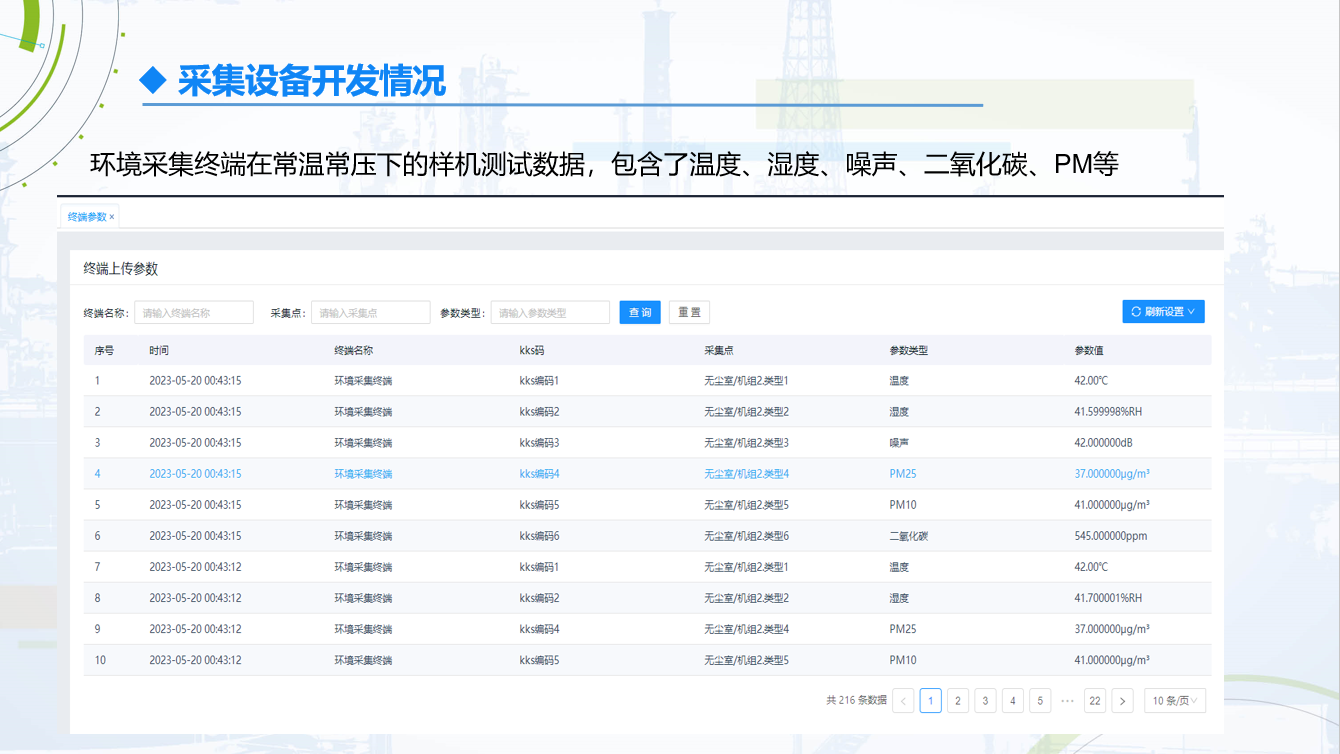 采集设备开发情况
环境采集终端在常温常压下的样机测试数据，包含了温度、湿度、噪声、二氧化碳、PM等
终端参数 ×
终端上传参数
终端名称： 请输入终端名称 采集点： 请输入采集点 参数类型： 请输入参数类型 查 询 重 置 刷新设置
序号 时间 终端名称 kks码 采集点 参数类型 参数值
1 2023-05-20 00:43:15 环境采集终端 kks编码1 无尘室/机组2.类型1 温度 42.00℃
2 2023-05-20 00:43:15 环境采集终端 kks编码2 无尘室/机组2.类型2 湿度 41.599998%RH
3 2023-05-20 00:43:15 环境采集终端 kks编码3 无尘室/机组2.类型3 噪声 42.000000dB
4 2023-05-20 00:43:15 环境采集终端 kks编码4 无尘室/机组2.类型4 PM25 37.000000μg/m³
5 2023-05-20 00:43:15 环境采集终端 kks编码5 无尘室/机组2.类型5 PM10 41.000000μg/m³
6 2023-05-20 00:43:15 环境采集终端 kks编码6 无尘室/机组2.类型6 二氧化碳 545.000000ppm
7 2023-05-20 00:43:12 环境采集终端 kks编码1 无尘室/机组2.类型1 温度 42.00℃
8 2023-05-20 00:43:12 环境采集终端 kks编码2 无尘室/机组2.类型2 湿度 41.700001%RH
9 2023-05-20 00:43:12 环境采集终端 kks编码4 无尘室/机组2.类型4 PM25 37.000000μg/m³
10 2023-05-20 00:43:12 环境采集终端 kks编码5 无尘室/机组2.类型5 PM10 41.000000μg/m³
共 216 条数据 < 1 2 3 4 5 ••• 22 > 10 条/页